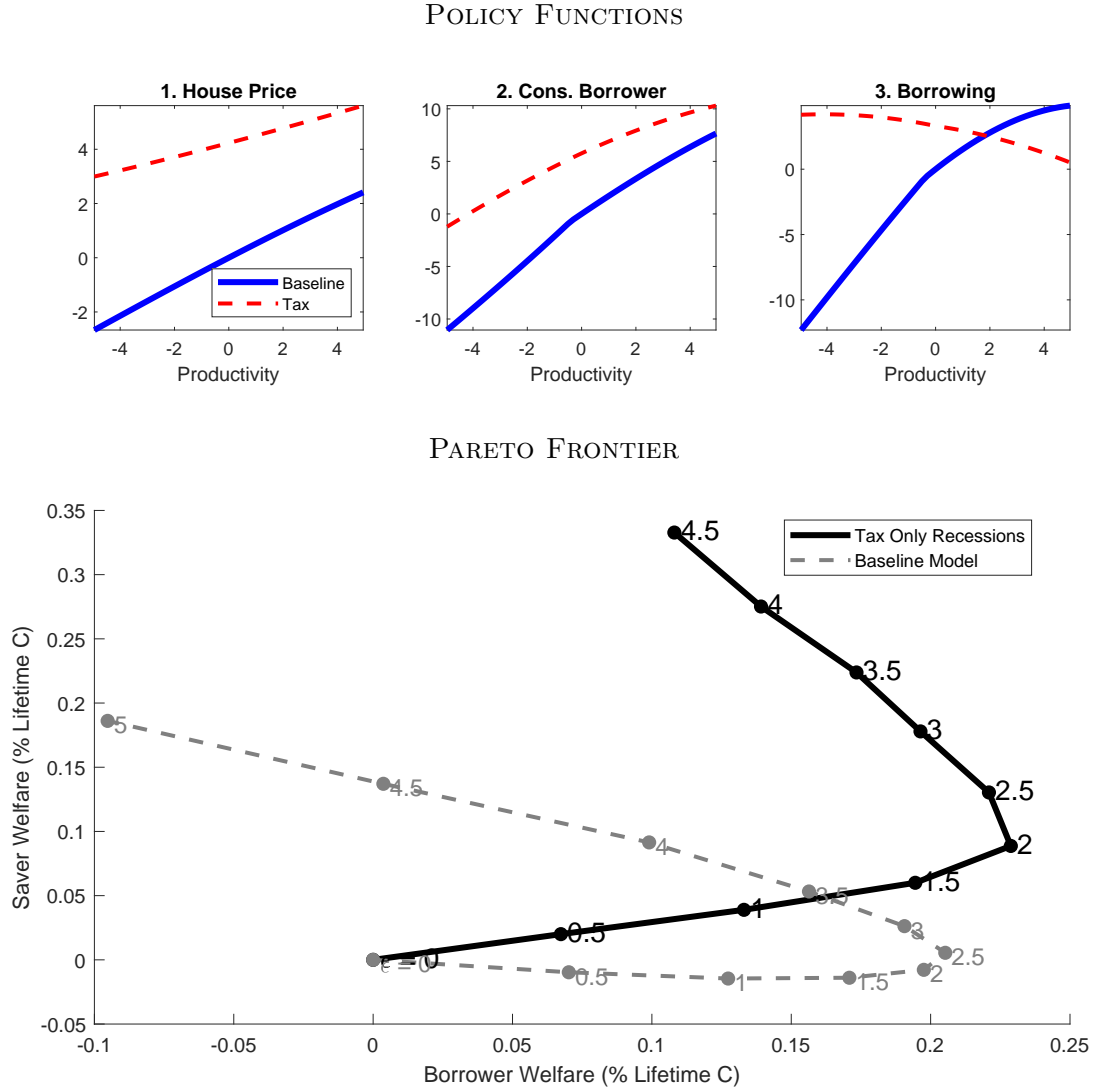 POLICY FUNCTIONS
1. House Price
2. Cons. Borrower
3. Borrowing
4
2
0
-2
10
5
0
-5
-10
0
-5
-10
Baseline
Tax
-4 -2 0 2 4
-4 -2 0 2 4
-4 -2 0 2 4
Productivity
Productivity
Productivity
PARETO FRONTIER
0.35
0.3
0.25
0.2
0.15
0.1
0.05
0
-0.05
Saver Welfare (% Lifetime C)
Tax Only Recessions
Baseline Model
4.5
4
3.5
3
2.5
2
1.5
1
0.5
5
4.5
4
3.5
3
2.5
2
1.5
1
0.5
= 0
-0.1 -0.05 0 0.05 0.1 0.15 0.2 0.25
Borrower Welfare (% Lifetime C)